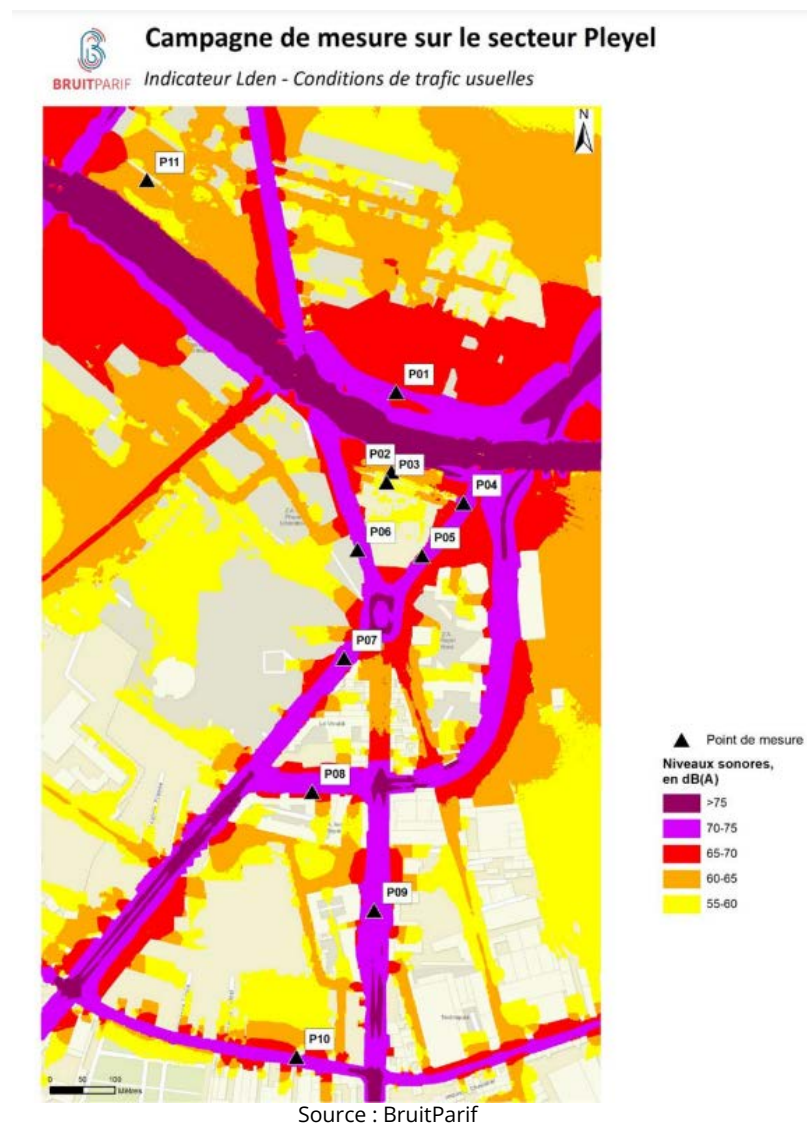 Campagne de mesure sur le secteur Pleyel
BRUITPARIF
Indicateur Lden - Conditions de trafic usuelles
N
P11
P01
P02
P03
P04
P06
P05
P07
P08
P09
P10
0 50 100
Mètres
Point de mesure
Niveaux sonores,
en dB(A)
>75
70-75
65-70
60-65
55-60
Source : BruitParif